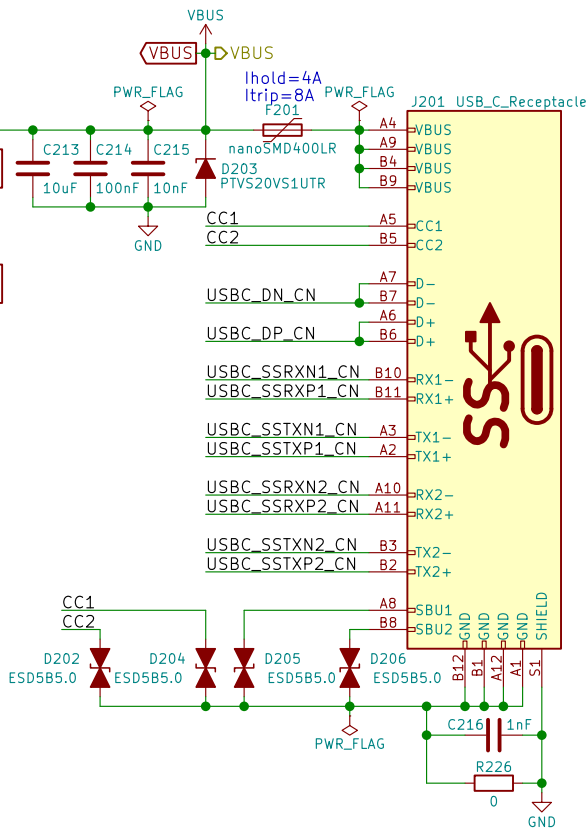 VBUS
VBUS
VBUS
Ihold=4A
Itrip=8A
PWR_FLAG
PWR_FLAG
F201
nanoSMD400LR
J201 USB_C_Receptacle
C213
10uF
C214
100nF
C215
10nF
D203
PTVS20VS1UTR
GND
A4 VBUS
A9 VBUS
B4 VBUS
B9 VBUS
CC1 A5 CC1
CC2 B5 CC2
A7 D-
USBC_DN_CN B7 D-
A6 D+
USBC_DP_CN B6 D+
USBC_SSRXN1_CN B10 RX1-
USBC_SSRXP1_CN B11 RX1+
USBC_SSTXN1_CN A3 TX1-
USBC_SSTXP1_CN A2 TX1+
USBC_SSRXN2_CN A10 RX2-
USBC_SSRXP2_CN A11 RX2+
USBC_SSTXN2_CN B3 TX2-
USBC_SSTXP2_CN B2 TX2+
SS
CC1
CC2
A8 SBU1
B8 SBU2
GND
GND
GND
GND
SHIELD
B12
B1
A12
A1
S1
D202
ESD5B5.0
D204
ESD5B5.0
D205
ESD5B5.0
D206
ESD5B5.0
PWR_FLAG
C216 1nF
R226
0
GND